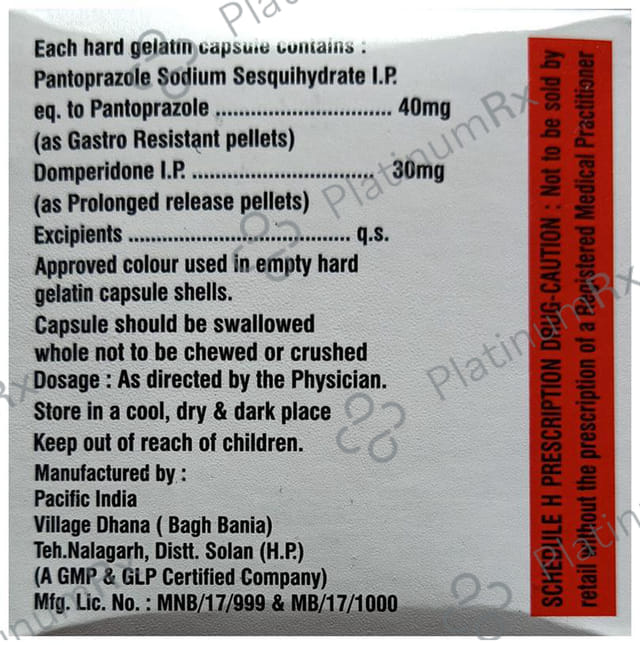 Each hard gelatin capsule contains :
Pantoprazole Sodium Sesquihydrate I.P.
eq. to Pantoprazole ............................. 40mg
(as Gastro Resistant pellets)
Domperidone I.P. .............................. 30mg
(as Prolonged release pellets)
Excipients ..................................... q.s.
Approved colour used in empty hard
gelatin capsule shells.
Capsule should be swallowed
whole not to be chewed or crushed
Dosage : As directed by the Physician.
Store in a cool, dry & dark place
Keep out of reach of children.
Manufactured by :
Pacific India
Village Dhana ( Bagh Bania)
Teh.Nalagarh, Distt. Solan (H.P.)
(A GMP & GLP Certified Company)
Mfg. Lic. No. : MNB/17/999 & MB/17/1000
SCHEDULE H PRESCRIPTION DRUG-CAUTION : Not to be sold by
retail without the prescription of a Registered Medical Practitioner
PlatinumRx
PlatinumRx
PlatinumRx